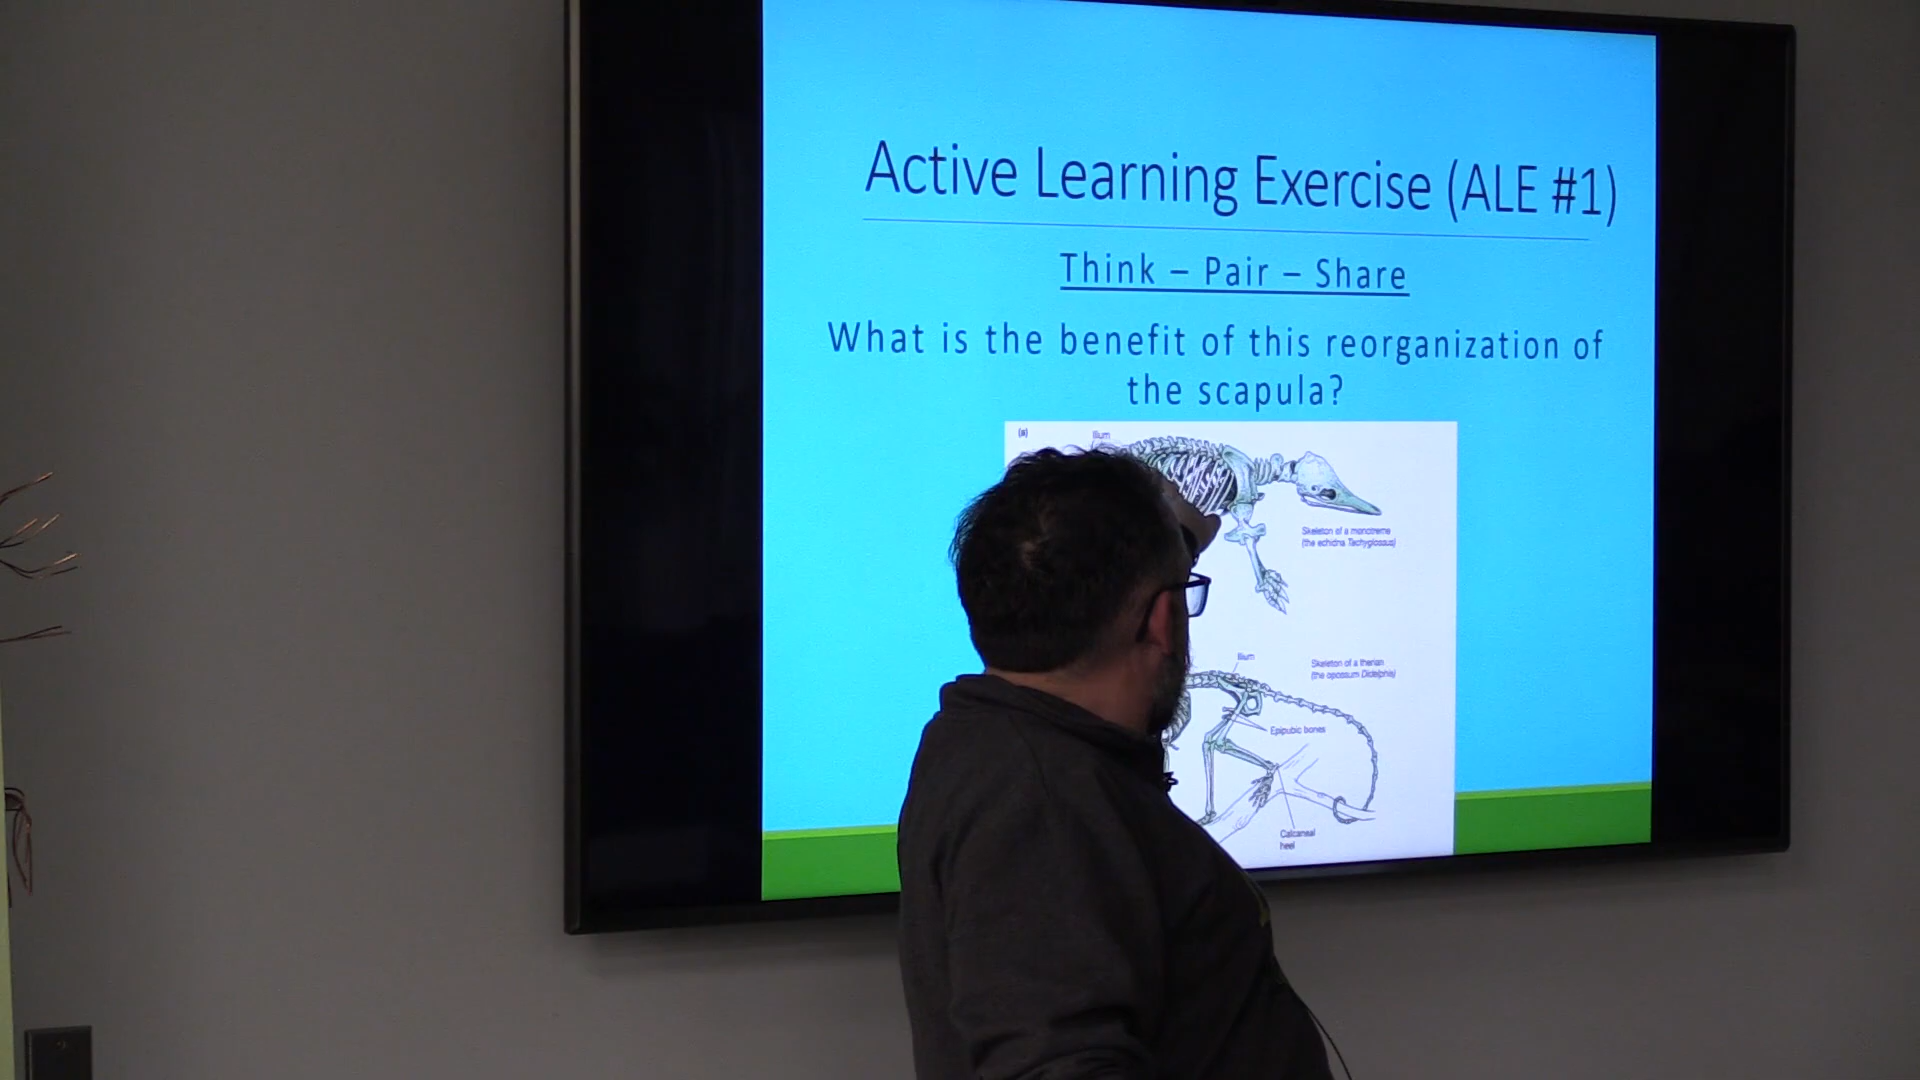 Active Learning Exercise (ALE #1)
Think – Pair – Share
What is the benefit of this reorganization of
the scapula?
(a)
Ilium
Skeleton of a monotreme
(the echidna Tachyglossus)
Ilium
Skeleton of a therian
(the opossum Didelphis)
Epipubic bones
Calcaneal
heel